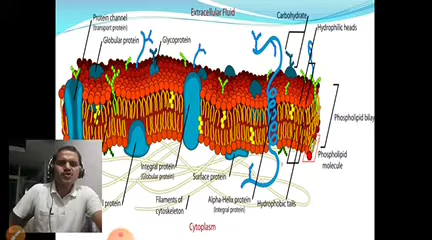 Extracellular Fluid
Protein channel
(transport protein)
Globular protein
Glycoprotein
Carbohydrate
Hydrophilic heads
Phospholipid bilay
Phospholipid
molecule
Integral protein
(Globular protein)
Surface protein
l protein
Filaments of
cytoskeleton
Alpha-Helix protein
(Integral protein)
Hydrophobic tails
Cytoplasm